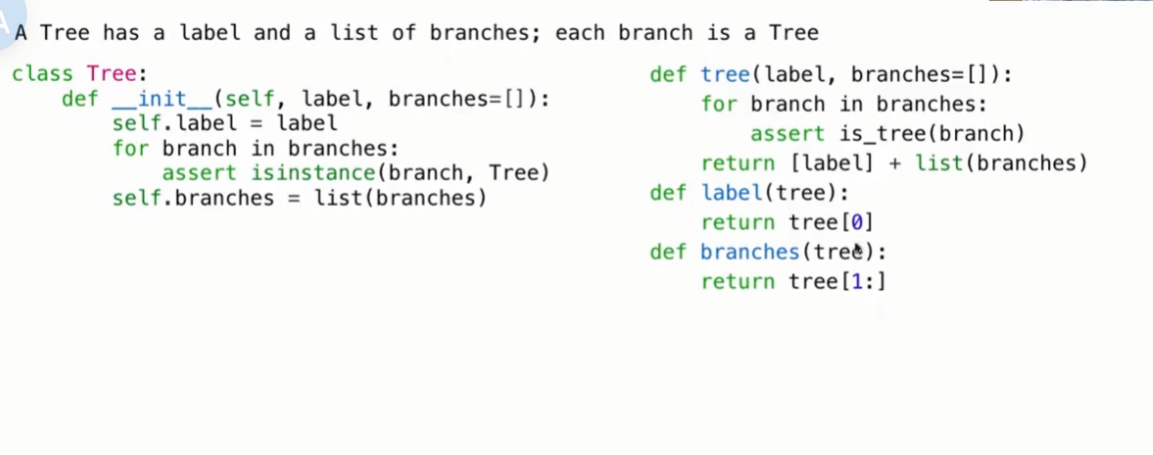 A Tree has a label and a list of branches; each branch is a Tree
class Tree:
    def __init__(self, label, branches=[]):
        self.label = label
        for branch in branches:
            assert isinstance(branch, Tree)
        self.branches = list(branches)
def tree(label, branches=[]):
    for branch in branches:
        assert is_tree(branch)
    return [label] + list(branches)
def label(tree):
    return tree[0]
def branches(tree):
    return tree[1:]